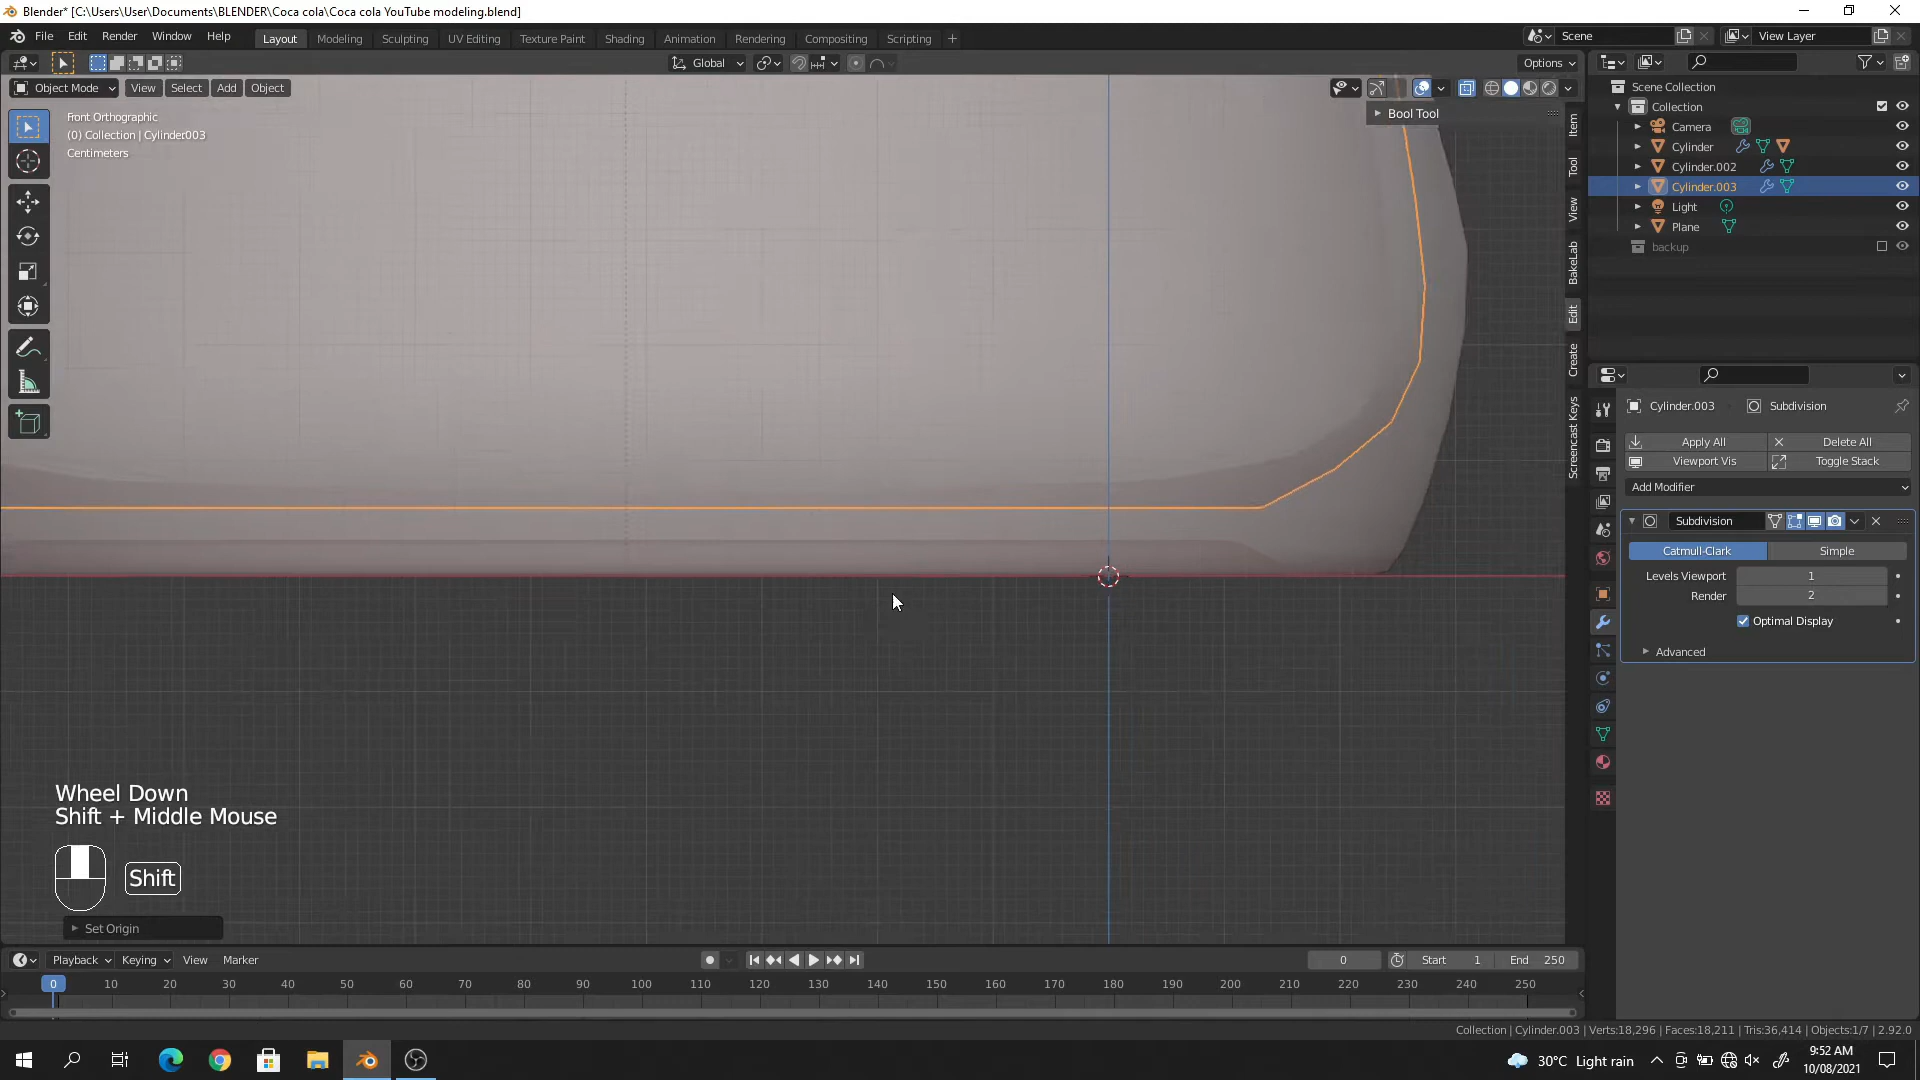 Blender* [C:\Users\User\Documents\BLENDER\Coca cola\Coca cola YouTube modeling.blend]
File Edit Render Window Help
Layout Modeling Sculpting UV Editing Texture Paint Shading Animation Rendering Compositing Scripting
Scene
View Layer
Global
Options
Object Mode View Select Add Object
Front Orthographic
(0) Collection | Cylinder003
Centimeters
Bool Tool
Item
Tool
View
BakeLab
Edit
Create
Screencast Keys
Scene Collection
Collection
Camera
Cylinder
Cylinder.002
Cylinder.003
Light
Plane
backup
Cylinder.003 Subdivision
Apply All Delete All
Viewport Vis Toggle Stack
Add Modifier
Subdivision
Catmull-Clark Simple
Levels Viewport 1
Render 2
Optimal Display
Advanced
Wheel Down
Shift + Middle Mouse
Shift
Set Origin
Playback Keying View Marker
0 Start 1 End 250
0 10 20 30 40 50 60 70 80 90 100 110 120 130 140 150 160 170 180 190 200 210 220 230 240 250
Collection | Cylinder.003 | Verts:18,296 | Faces:18,211 | Tris:36,414 | Objects:1/7 | 2.92.0
30°C Light rain
9:52 AM
10/08/2021